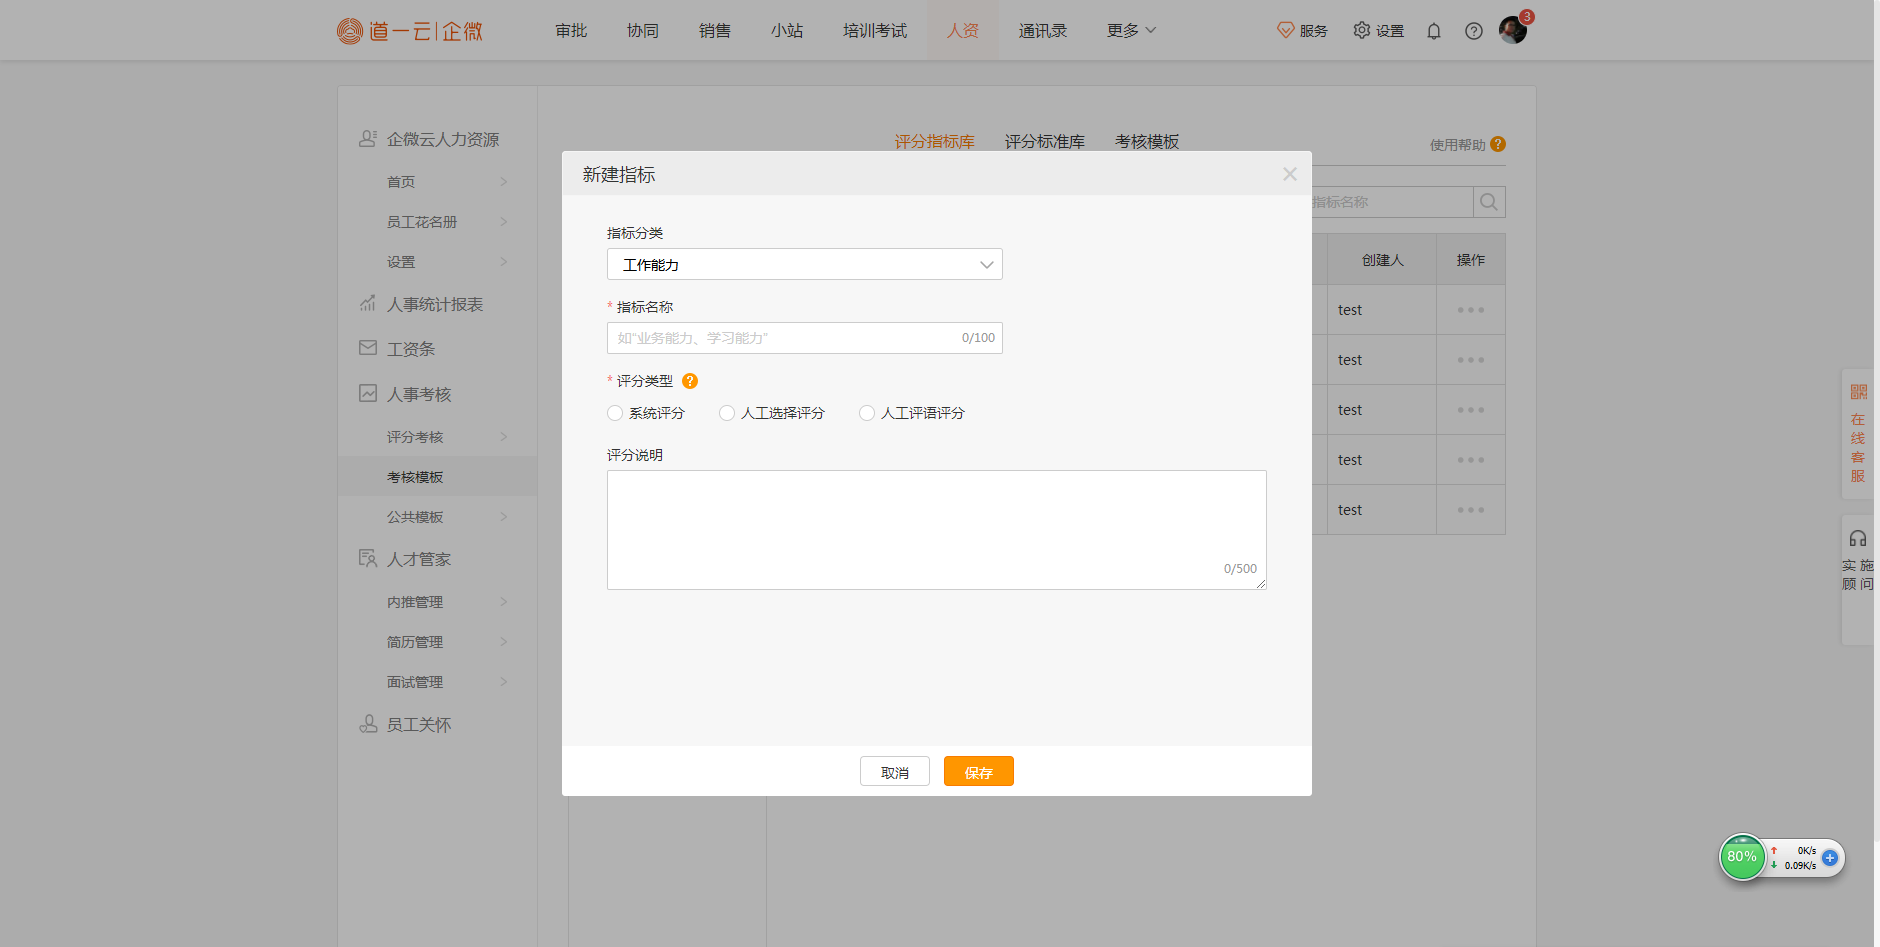 道一云|企微
审批 协同 销售 小站 培训考试 人资 通讯录 更多 服务 设置 3
企微云人力资源
首页
员工花名册
设置
人事统计报表
工资条
人事考核
评分考核
考核模板
公共模板
人才管家
内推管理
简历管理
面试管理
员工关怀
评分指标库 评分标准库 考核模板 使用帮助 ?
指标名称
创建人 操作
test
test
test
test
test
新建指标
指标分类
工作能力
* 指标名称
如“业务能力、学习能力” 0/100
* 评分类型 ?
系统评分 人工选择评分 人工评语评分
评分说明
0/500
取消 保存
在线客服
实施顾问
80% 0K/s
0.09K/s